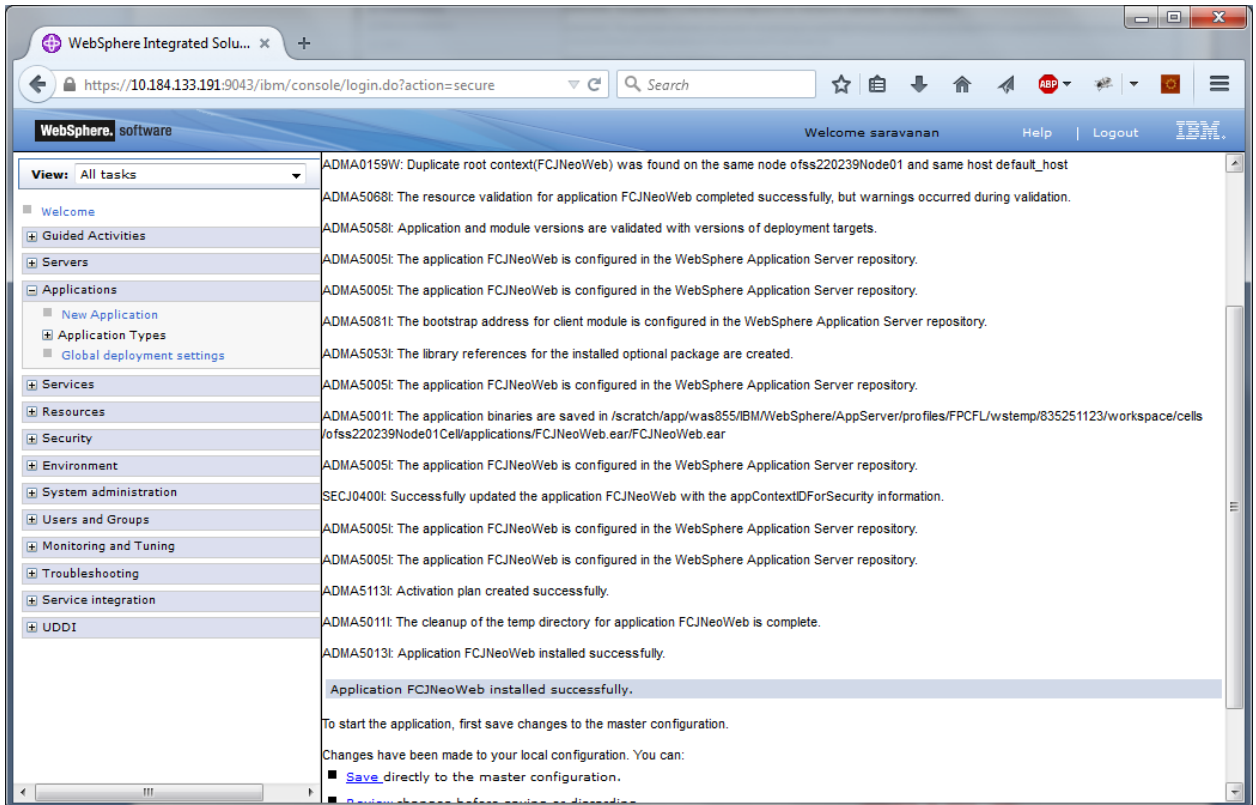 WebSphere Integrated Solu...
https://10.184.133.191:9043/ibm/console/login.do?action=secure
Search
ABP
WebSphere. software
Welcome saravanan
Help | Logout
IBM.
View: All tasks
Welcome
Guided Activities
Servers
Applications
New Application
Application Types
Global deployment settings
Services
Resources
Security
Environment
System administration
Users and Groups
Monitoring and Tuning
Troubleshooting
Service integration
UDDI
ADMA0159W: Duplicate root context(FCJNeoWeb) was found on the same node ofss220239Node01 and same host default_host
ADMA5068I: The resource validation for application FCJNeoWeb completed successfully, but warnings occurred during validation.
ADMA5058I: Application and module versions are validated with versions of deployment targets.
ADMA5005I: The application FCJNeoWeb is configured in the WebSphere Application Server repository.
ADMA5005I: The application FCJNeoWeb is configured in the WebSphere Application Server repository.
ADMA5081I: The bootstrap address for client module is configured in the WebSphere Application Server repository.
ADMA5053I: The library references for the installed optional package are created.
ADMA5005I: The application FCJNeoWeb is configured in the WebSphere Application Server repository.
ADMA5001I: The application binaries are saved in /scratch/app/was855/IBM/WebSphere/AppServer/profiles/FPCFL/wstemp/835251123/workspace/cells
/ofss220239Node01Cell/applications/FCJNeoWeb.ear/FCJNeoWeb.ear
ADMA5005I: The application FCJNeoWeb is configured in the WebSphere Application Server repository.
SECJ0400I: Successfully updated the application FCJNeoWeb with the appContextIDForSecurity information.
ADMA5005I: The application FCJNeoWeb is configured in the WebSphere Application Server repository.
ADMA5005I: The application FCJNeoWeb is configured in the WebSphere Application Server repository.
ADMA5113I: Activation plan created successfully.
ADMA5011I: The cleanup of the temp directory for application FCJNeoWeb is complete.
ADMA5013I: Application FCJNeoWeb installed successfully.
Application FCJNeoWeb installed successfully.
To start the application, first save changes to the master configuration.
Changes have been made to your local configuration. You can:
Save directly to the master configuration.
Review changes before saving or discarding.